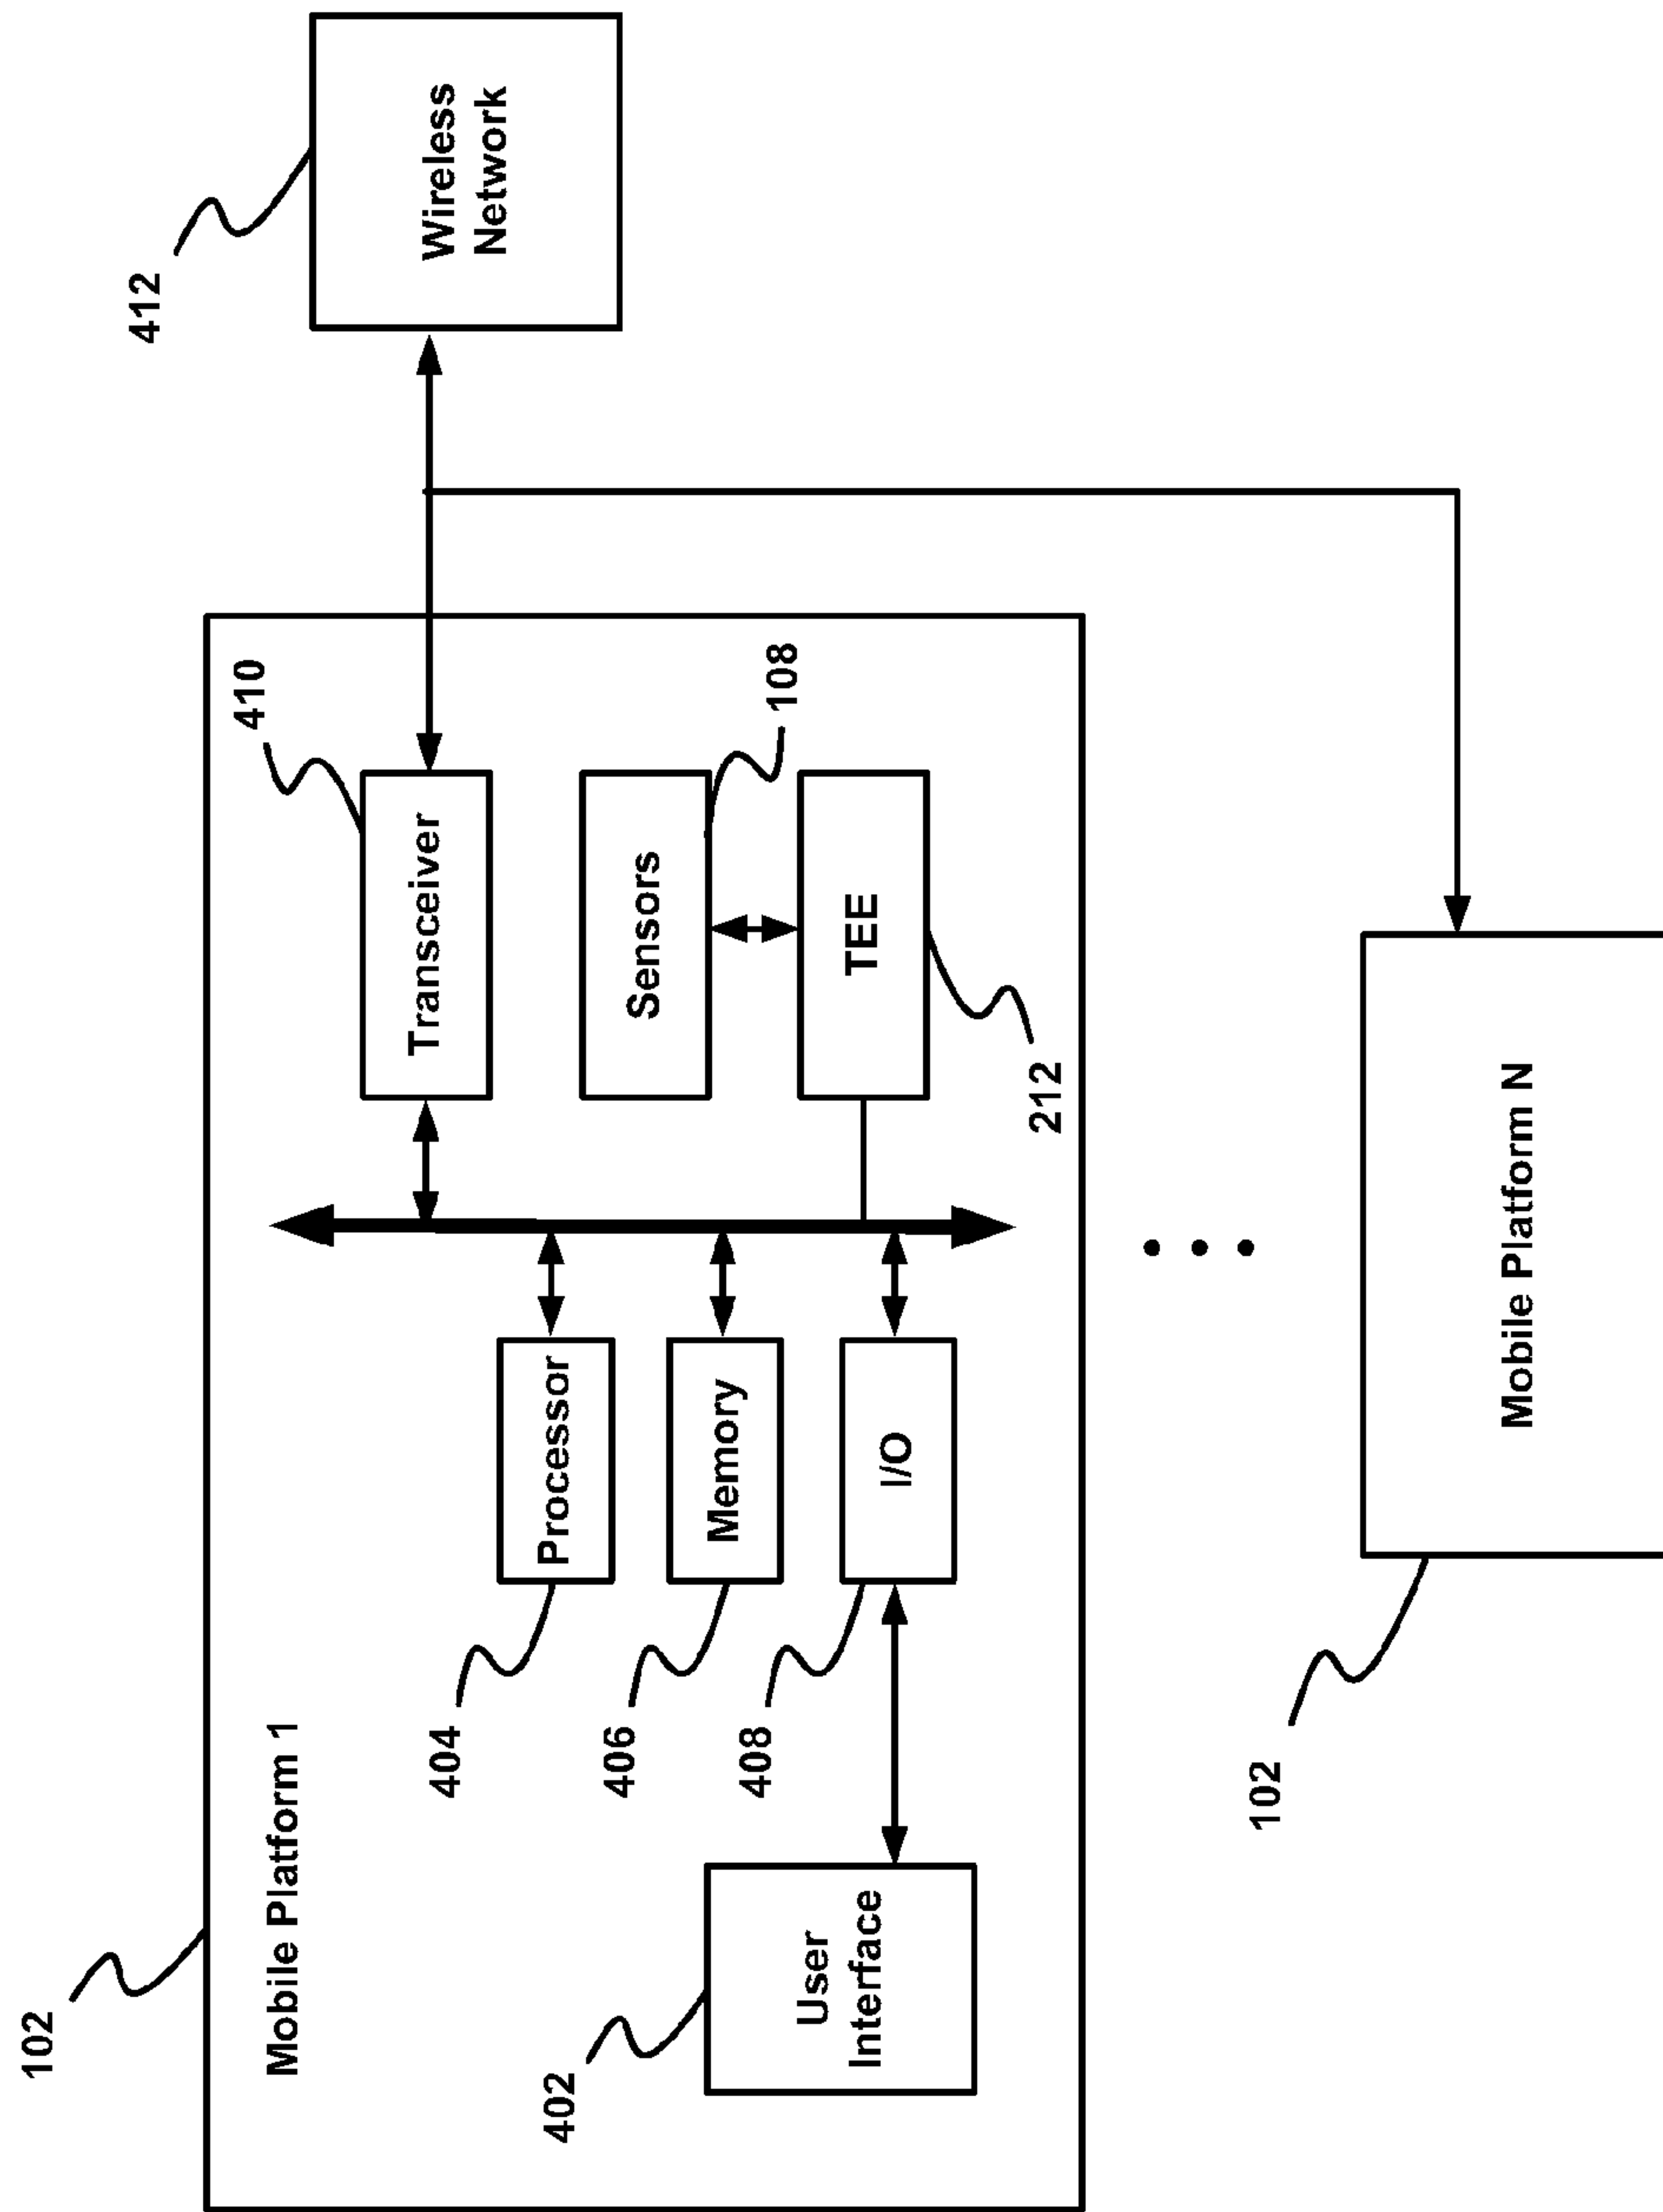 102
Mobile Platform 1
412
Wireless
Network
410
Transceiver
404
Processor
406
Memory
408
I/O
Sensors
108
TEE
212
402
User
Interface
102
Mobile Platform N